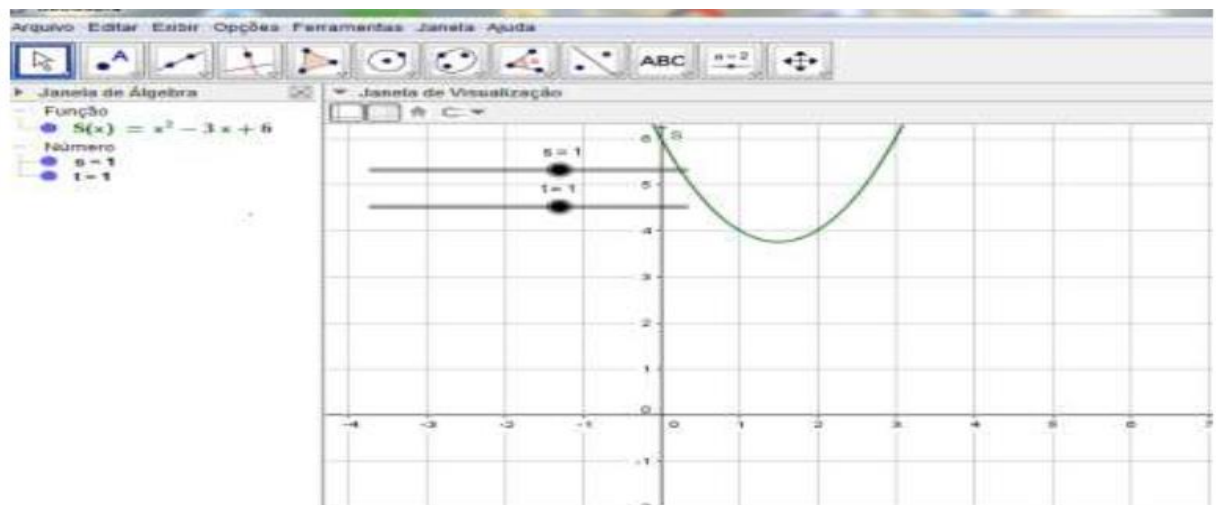 Arquivo Editar Exibir Opções Ferramentas Janela Ajuda
A ABC a = 2
Janela de Álgebra
Função
S(x) = x² − 3 x + 6
Número
s = 1
t = 1
Janela de Visualização
S
s = 1
t = 1
6
5
4
3
2
1
0
-4 -3 -2 -1 0 1 2 3 4 5 6 7
-1